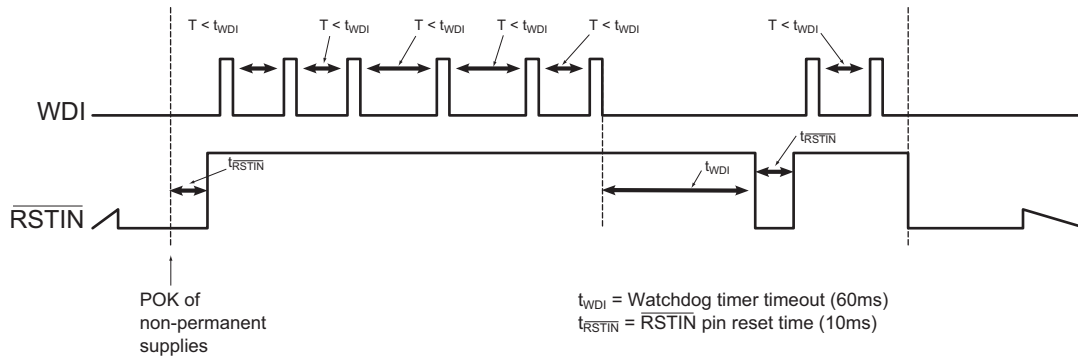 T < tWDI T < tWDI T < tWDI T < tWDI T < tWDI T < tWDI
WDI
tRSTIN
tRSTIN
tWDI
RSTIN
POK of
non-permanent
supplies
tWDI = Watchdog timer timeout (60ms)
tRSTIN = RSTIN pin reset time (10ms)